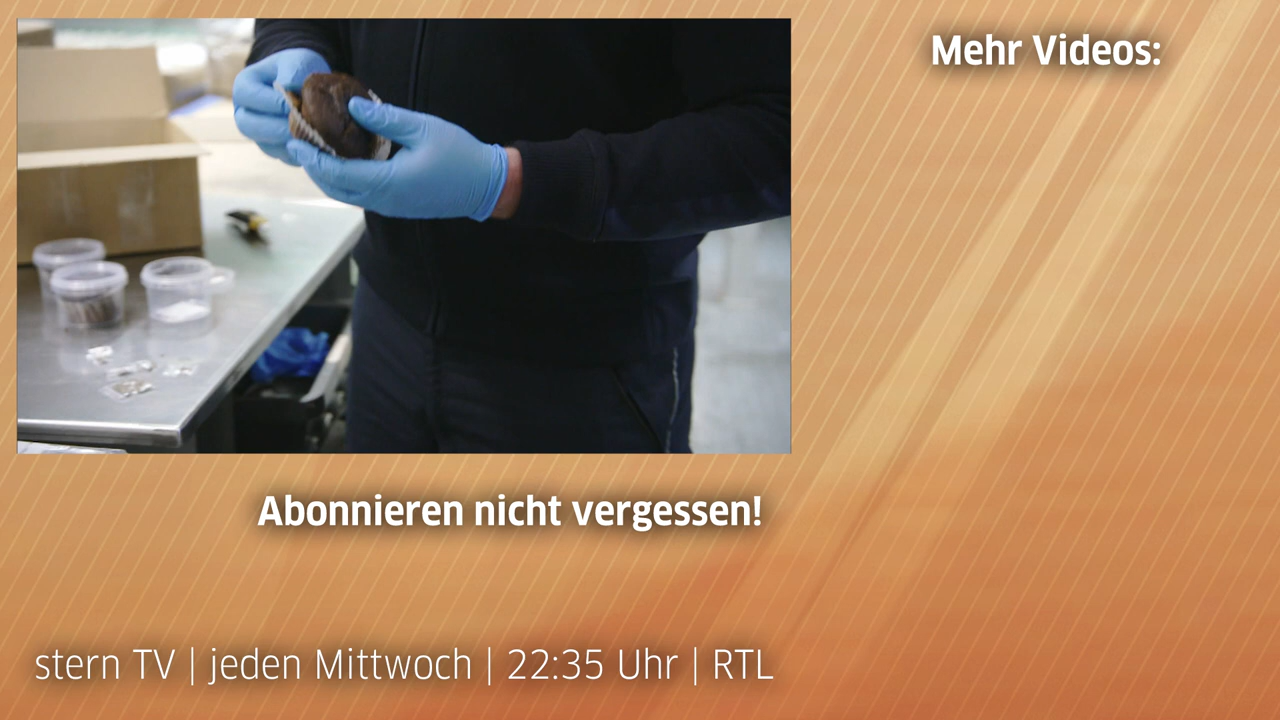 Mehr Videos:
Abonnieren nicht vergessen!
stern TV | jeden Mittwoch | 22:35 Uhr | RTL